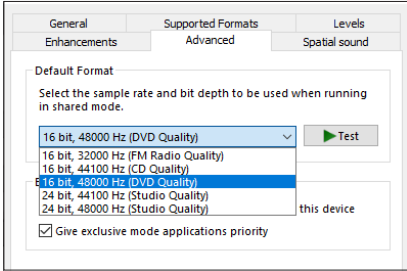 General
Supported Formats
Levels
Enhancements
Advanced
Spatial sound
Default Format
Select the sample rate and bit depth to be used when running
in shared mode.
16 bit, 48000 Hz (DVD Quality)
Test
16 bit, 32000 Hz (FM Radio Quality)
16 bit, 44100 Hz (CD Quality)
16 bit, 48000 Hz (DVD Quality)
24 bit, 44100 Hz (Studio Quality)
24 bit, 48000 Hz (Studio Quality)
this device
Give exclusive mode applications priority